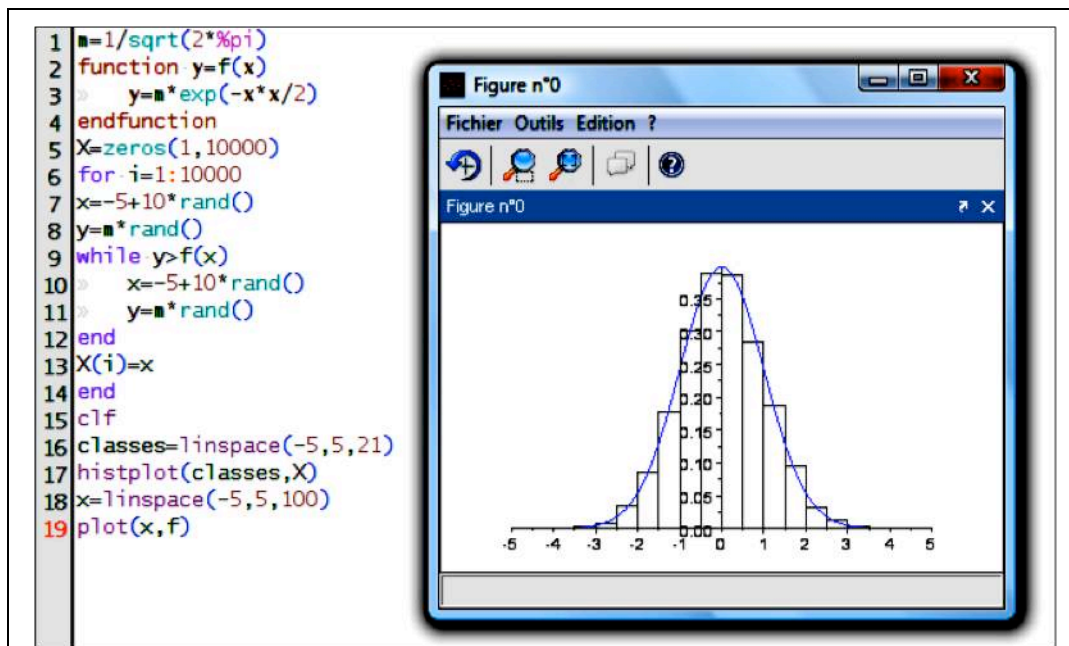 1 m=1/sqrt(2*%pi)
2 function y=f(x)
3 » y=m*exp(-x*x/2)
4 endfunction
5 X=zeros(1,10000)
6 for i=1:10000
7 x=-5+10*rand()
8 y=m*rand()
9 while y>f(x)
10 » x=-5+10*rand()
11 » y=m*rand()
12 end
13 X(i)=x
14 end
15 clf
16 classes=linspace(-5,5,21)
17 histplot(classes,X)
18 x=linspace(-5,5,100)
19 plot(x,f)
Figure n°0
Fichier Outils Edition ?
Figure n°0
0.35
0.30
0.25
0.20
0.15
0.10
0.05
0.00
-5 -4 -3 -2 -1 0 1 2 3 4 5